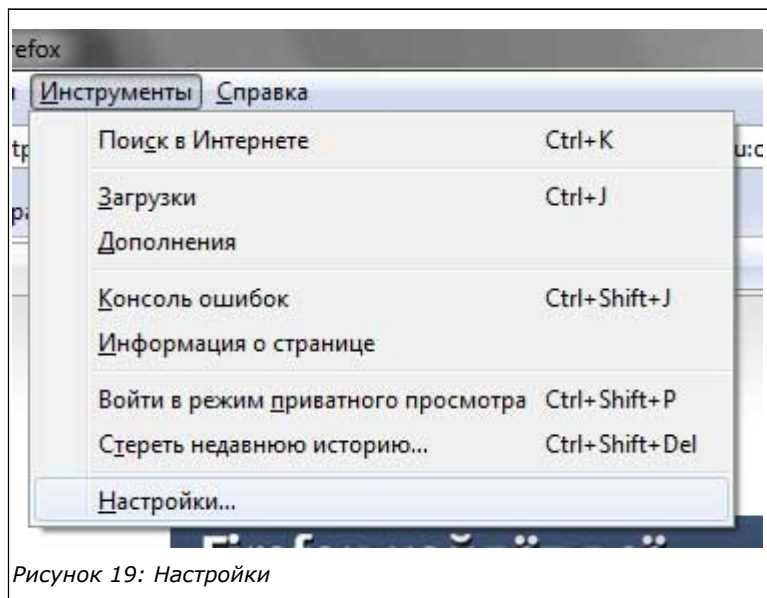 refox
Инструменты Справка
Поиск в Интернете Ctrl+K
Загрузки Ctrl+J
Дополнения
Консоль ошибок Ctrl+Shift+J
Информация о странице
Войти в режим приватного просмотра Ctrl+Shift+P
Стереть недавнюю историю... Ctrl+Shift+Del
Настройки...
Рисунок 19: Настройки